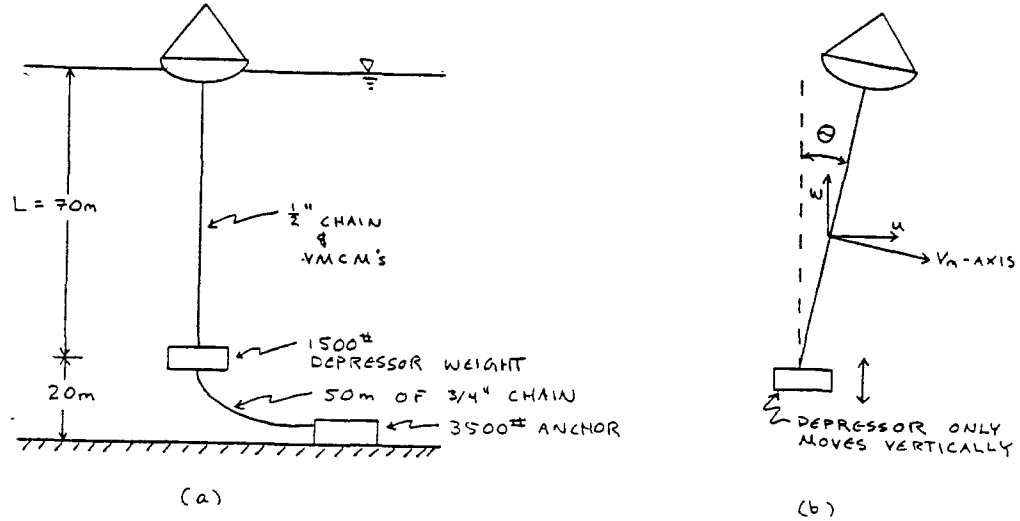 L = 70m
½" CHAIN
&
VMCM's
1500#
DEPRESSOR WEIGHT
20m
50m OF 3/4" CHAIN
3500# ANCHOR
(a)
Θ
w
u
Vm-AXIS
DEPRESSOR ONLY
MOVES VERTICALLY
(b)